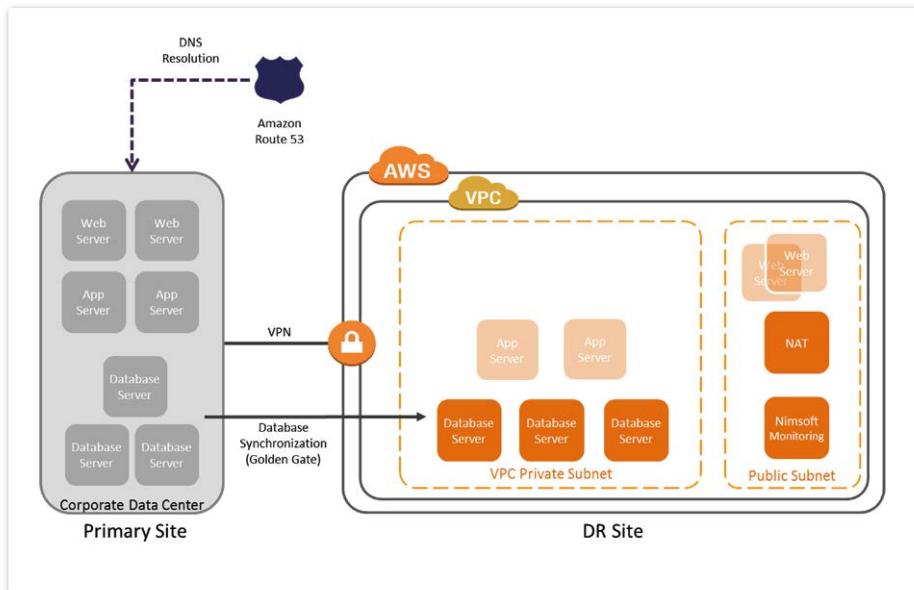 DNS
Resolution
Amazon
Route 53
AWS
VPC
Web
Server
Web
Server
App
Server
App
Server
Database
Server
Database
Server
Database
Server
Corporate Data Center
Primary Site
VPN
Database
Synchronization
(Golden Gate)
App
Server
App
Server
Database
Server
Database
Server
Database
Server
VPC Private Subnet
Web
Server
Web
Server
NAT
Nimsoft
Monitoring
Public Subnet
DR Site